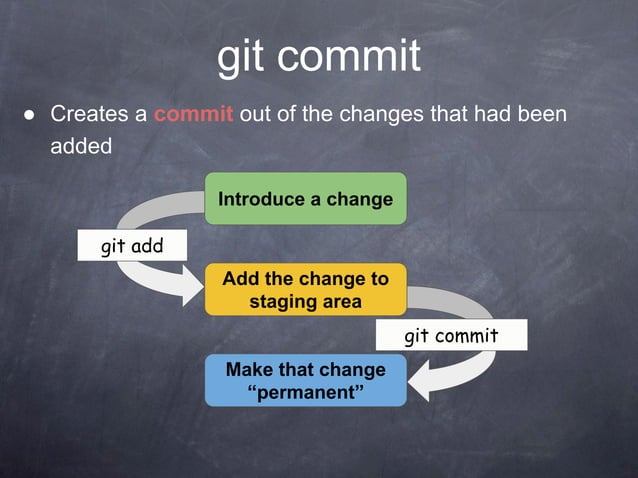 git commit
● Creates a commit out of the changes that had been
added
Introduce a change
git add
Add the change to
staging area
git commit
Make that change
“permanent”